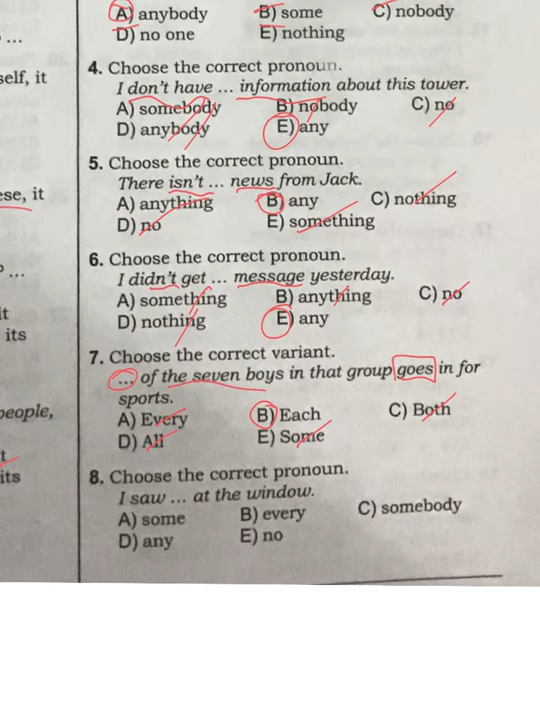 A) anybody B) some C) nobody
...
D) no one E) nothing
4. Choose the correct pronoun.
self, it
I don't have ... information about this tower.
A) somebody B) nobody C) no
D) anybody E) any
5. Choose the correct pronoun.
There isn't ... news from Jack.
ese, it
A) anything B) any C) nothing
D) no E) something
6. Choose the correct pronoun.
...
I didn't get ... message yesterday.
A) something B) anything C) no
it
D) nothing E) any
its
7. Choose the correct variant.
... of the seven boys in that group goes in for
sports.
people,
A) Every B) Each C) Both
D) All E) Some
t
its
8. Choose the correct pronoun.
I saw ... at the window.
A) some B) every C) somebody
D) any E) no